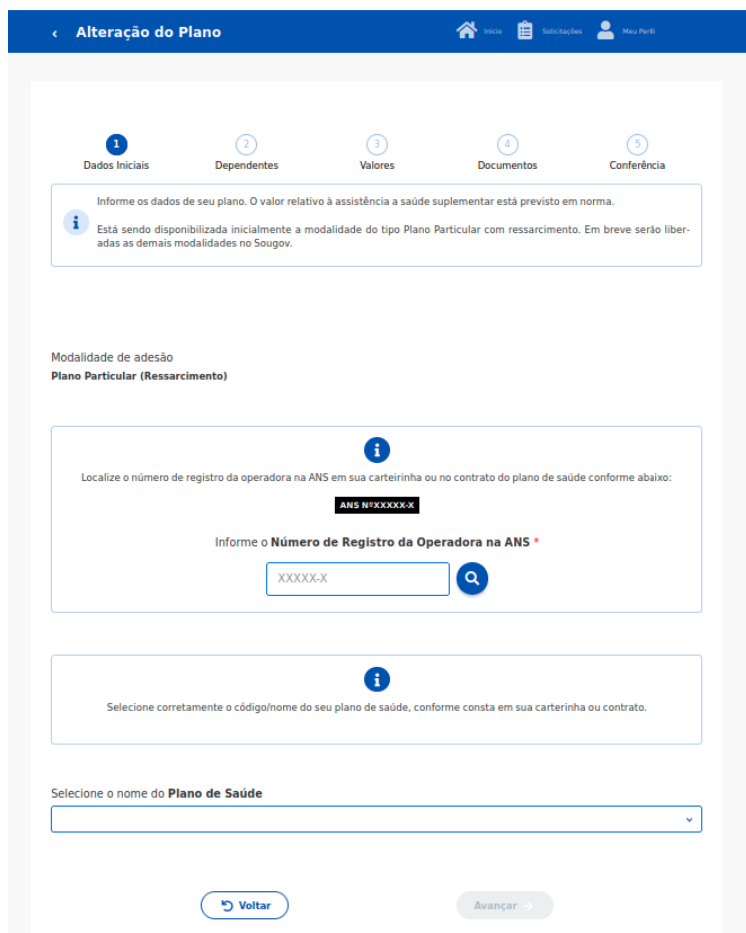 Alteração do Plano
Início
Solicitações
Meu Perfil
1
2
3
4
5
Dados Iniciais
Dependentes
Valores
Documentos
Conferência
Informe os dados de seu plano. O valor relativo à assistência a saúde suplementar está previsto em norma.
Está sendo disponibilizada inicialmente a modalidade do tipo Plano Particular com ressarcimento. Em breve serão liber-
adas as demais modalidades no Sougov.
Modalidade de adesão
Plano Particular (Ressarcimento)
Localize o número de registro da operadora na ANS em sua carteirinha ou no contrato do plano de saúde conforme abaixo:
ANS NºXXXXX-X
Informe o Número de Registro da Operadora na ANS *
XXXXX-X
Selecione corretamente o código/nome do seu plano de saúde, conforme consta em sua carterinha ou contrato.
Selecione o nome do Plano de Saúde
Voltar
Avançar